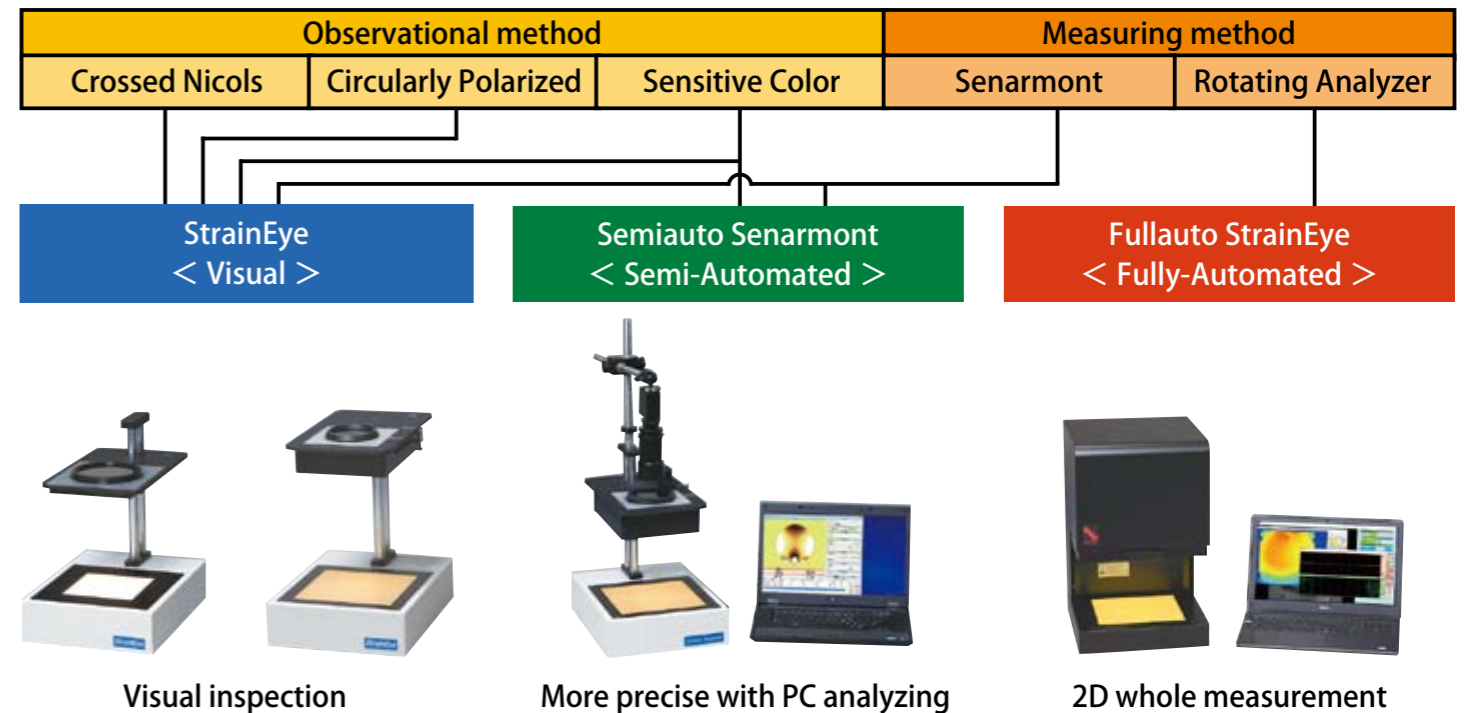 Observational method
Measuring method
Crossed Nicols
Circularly Polarized
Sensitive Color
Senarmont
Rotating Analyzer
StrainEye
＜ Visual ＞
Semiauto Senarmont
＜ Semi-Automated ＞
Fullauto StrainEye
＜ Fully-Automated ＞
Visual inspection
More precise with PC analyzing
2D whole measurement